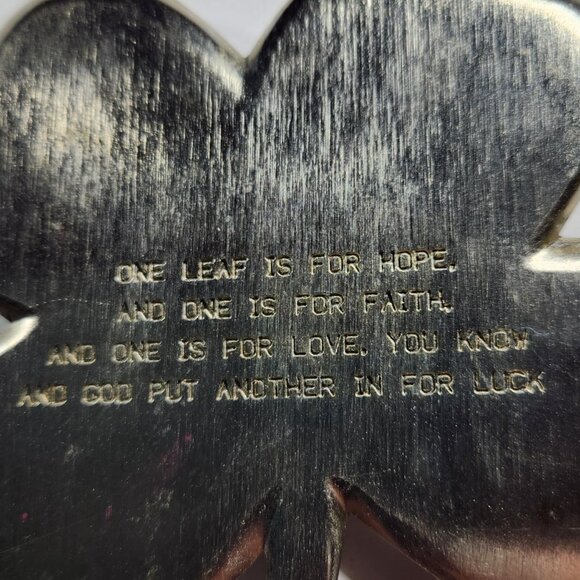 ONE LEAF IS FOR HOPE,
AND ONE IS FOR FAITH,
AND ONE IS FOR LOVE, YOU KNOW
AND GOD PUT ANOTHER IN FOR LUCK